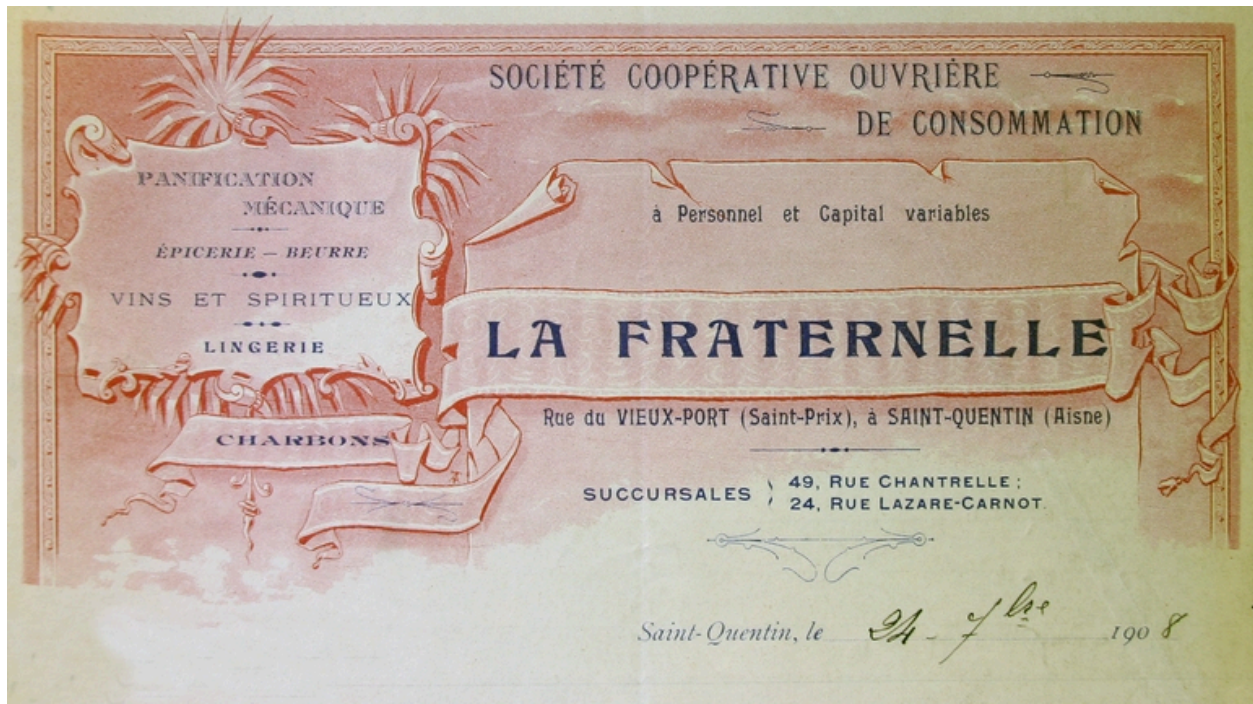 SOCIÉTÉ COOPÉRATIVE OUVRIÈRE
DE CONSOMMATION
PANIFICATION
MÉCANIQUE
ÉPICERIE – BEURRE
VINS ET SPIRITUEUX
LINGERIE
CHARBONS
à Personnel et Capital variables
LA FRATERNELLE
Rue du VIEUX-PORT (Saint-Prix), à SAINT-QUENTIN (Aisne)
SUCCURSALES
49, RUE CHANTRELLE;
24, RUE LAZARE-CARNOT.
Saint-Quentin, le 24 - 7bre 1908